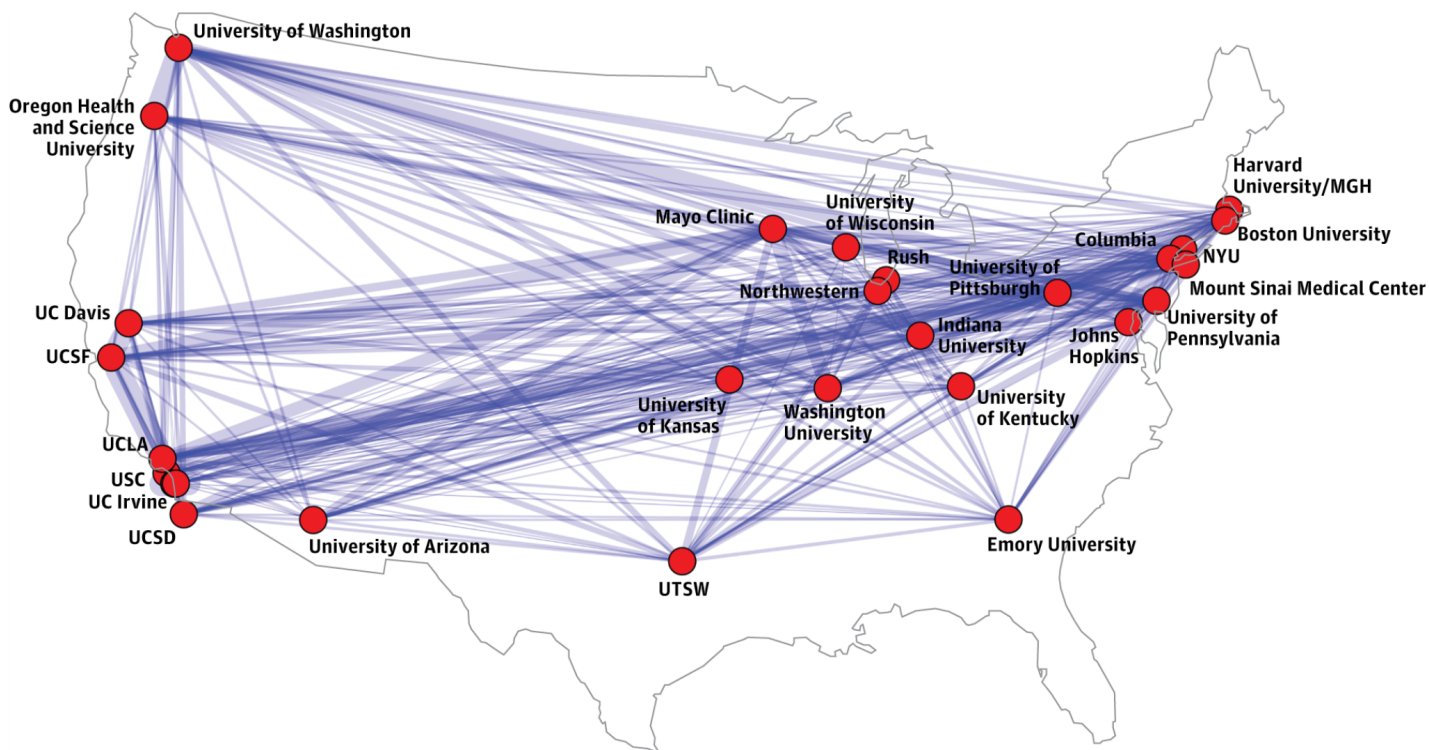 University of Washington
Oregon Health
and Science
University
Harvard
University/MGH
Mayo Clinic
University
of Wisconsin
Boston University
Columbia
NYU
Rush
University of
Pittsburgh
Northwestern
Mount Sinai Medical Center
UC Davis
University of
Pennsylvania
Indiana
University
Johns
Hopkins
UCSF
University
of Kansas
Washington
University
University
of Kentucky
UCLA
USC
UC Irvine
UCSD
University of Arizona
Emory University
UTSW